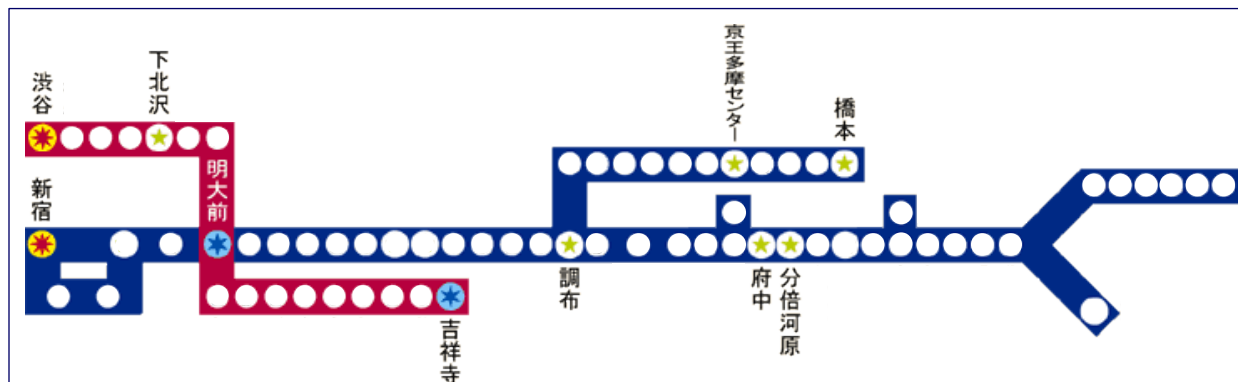 渋谷
下北沢
京王多摩センター
橋本
新宿
明大前
調布
府中
分倍河原
吉祥寺